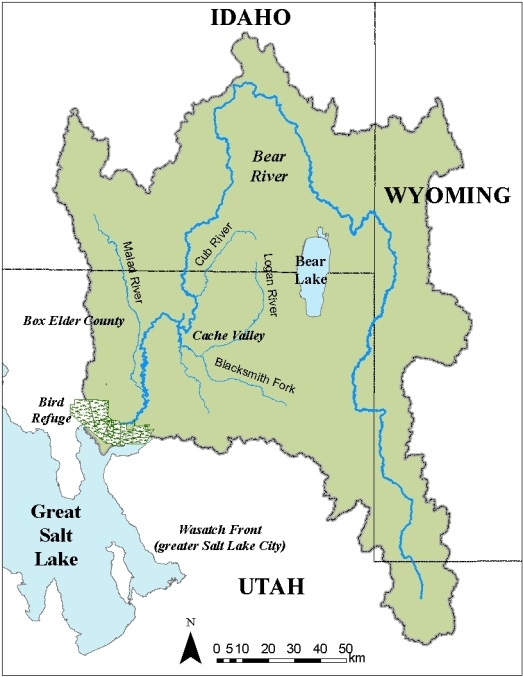 IDAHO
Bear
River
WYOMING
Cub River
Malad River
Logan River
Bear
Lake
Box Elder County
Cache Valley
Blacksmith Fork
Bird
Refuge
Great
Salt
Lake
Wasatch Front
(greater Salt Lake City)
UTAH
N
0 5 10 20 30 40 50
km